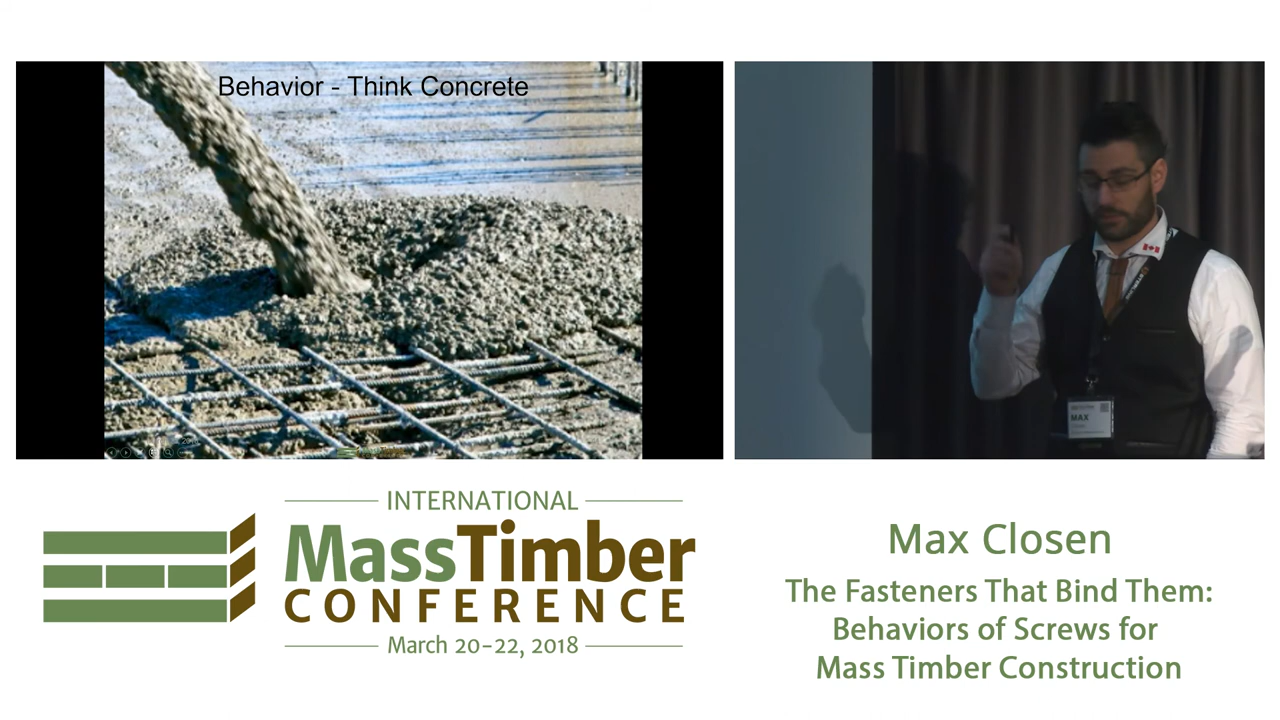 Behavior - Think Concrete
MAX
INTERNATIONAL
MassTimber
CONFERENCE
March 20-22, 2018
Max Closen
The Fasteners That Bind Them:
Behaviors of Screws for
Mass Timber Construction